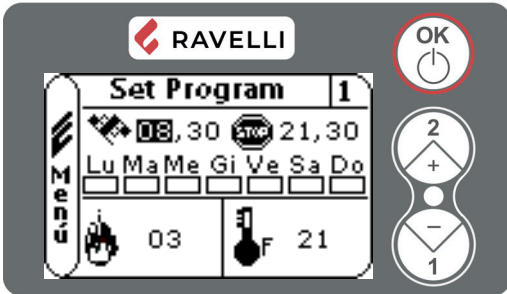 RAVELLI
OK
Set Program 1
08,30 STOP 21,30
Lu Ma Me Gi Ve Sa Do
Menú
03
F 21
2
+
-
1